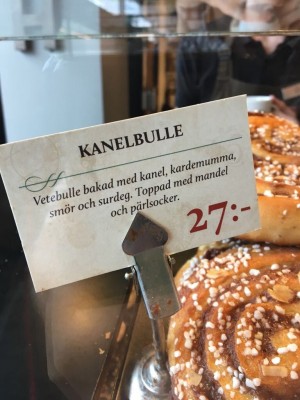 KANELBULLE
Vetebulle bakad med kanel, kardemumma,
smör och surdeg. Toppad med mandel
och pärlsocker.
27:-